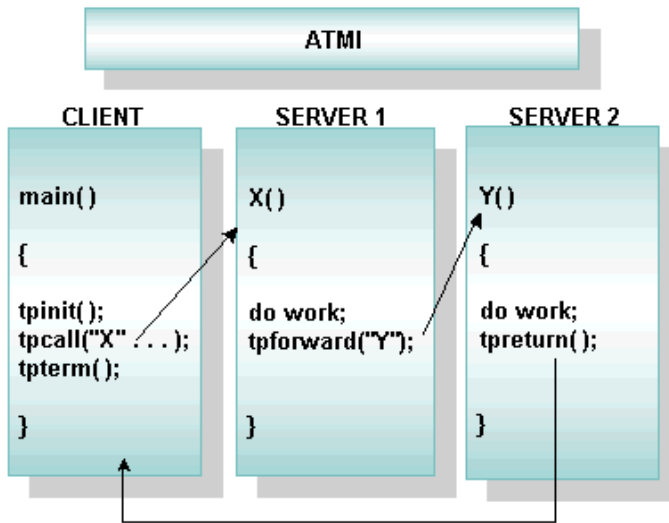 ATMI
CLIENT
main()
{
tpinit();
tpcall("X" . . . );
tpterm();
}
SERVER 1
X()
{
do work;
tpforward("Y");
}
SERVER 2
Y()
{
do work;
tpreturn();
}